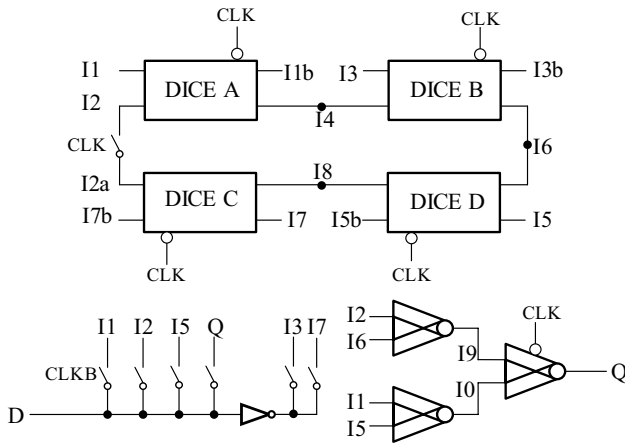 CLK CLK
I1 I1b I3 I3b
DICE A DICE B
I2 I4
CLK I6
I2a I8
DICE C DICE D
I7b I7 I5b I5
CLK CLK
I1 I2 I5 Q I3 I7
CLKB
D
I2
I6
CLK
I9
I0
Q
I1
I5